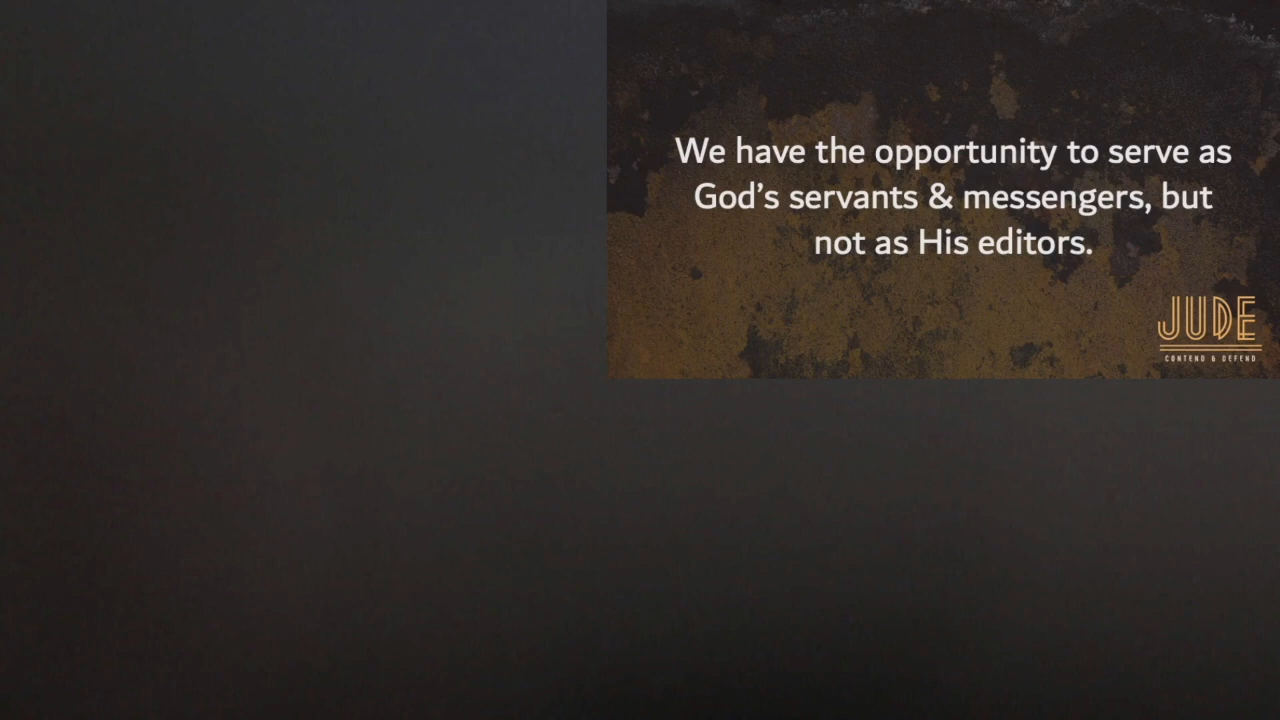 We have the opportunity to serve as
God’s servants & messengers, but
not as His editors.
JUDE
CONTEND & DEFEND